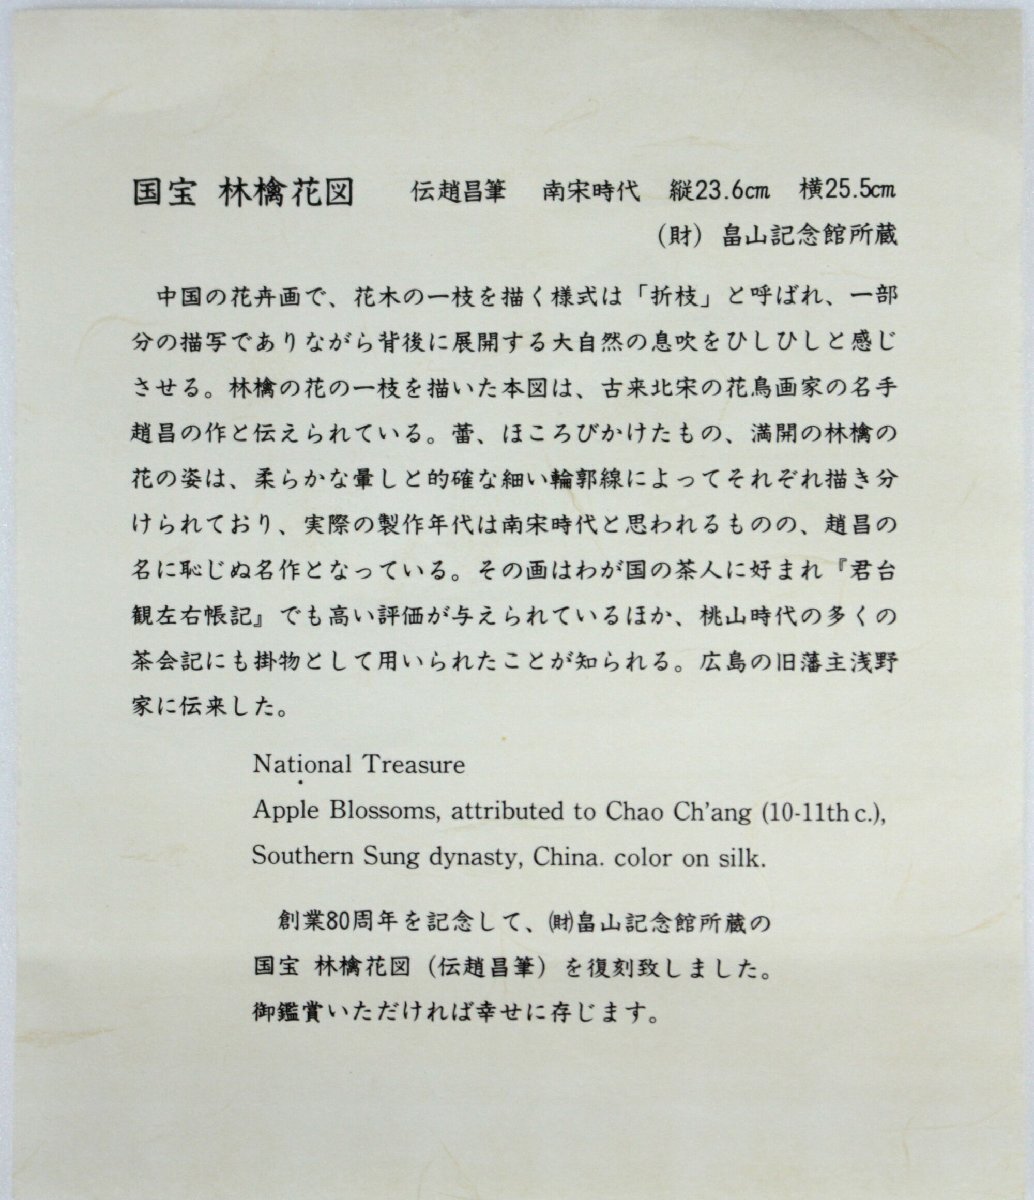 国宝 林檎花図　伝趙昌筆　南宋時代　縦23.6cm　横25.5cm
（財）畠山記念館所蔵
中国の花卉画で、花木の一枝を描く様式は「折枝」と呼ばれ、一部
分の描写でありながら背後に展開する大自然の息吹をひしひしと感じ
させる。林檎の花の一枝を描いた本図は、古来北宋の花鳥画家の名手
趙昌の作と伝えられている。蕾、ほころびかけたもの、満開の林檎の
花の姿は、柔らかな暈しと的確な細い輪郭線によってそれぞれ描き分
けられており、実際の製作年代は南宋時代と思われるものの、趙昌の
名に恥じぬ名作となっている。その画はわが国の茶人に好まれ『君台
観左右帳記』でも高い評価が与えられているほか、桃山時代の多くの
茶会記にも掛物として用いられたことが知られる。広島の旧藩主浅野
家に伝来した。
National Treasure
Apple Blossoms, attributed to Chao Ch'ang (10-11th c.),
Southern Sung dynasty, China. color on silk.
創業80周年を記念して、㈶畠山記念館所蔵の
国宝 林檎花図（伝趙昌筆）を復刻致しました。
御鑑賞いただければ幸せに存じます。